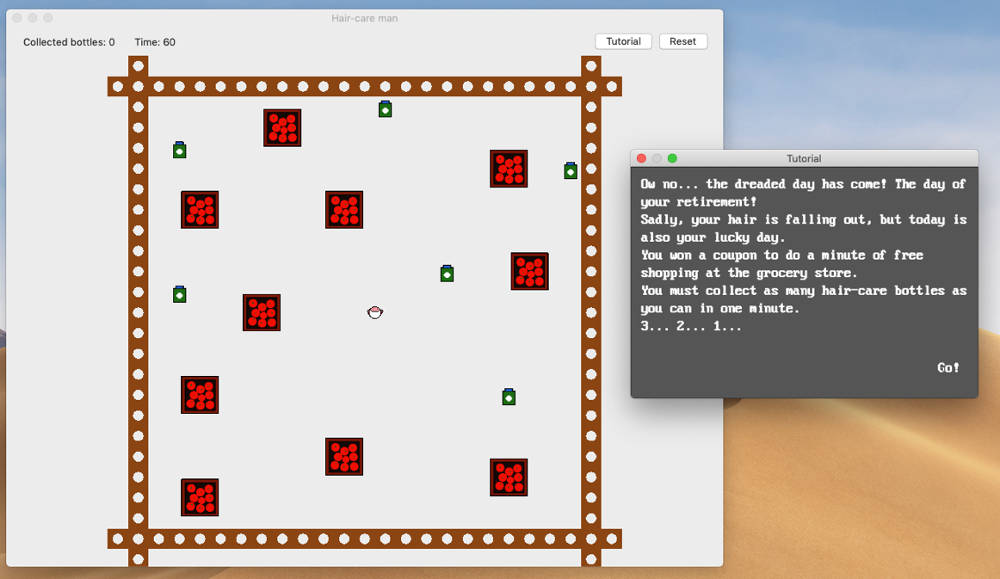 Hair-care man
Collected bottles: 0 Time: 60 Tutorial Reset
Tutorial
Ow no... the dreaded day has come! The day of
your retirement!
Sadly, your hair is falling out, but today is
also your lucky day.
You won a coupon to do a minute of free
shopping at the grocery store.
You must collect as many hair-care bottles as
you can in one minute.
3... 2... 1...
Go!